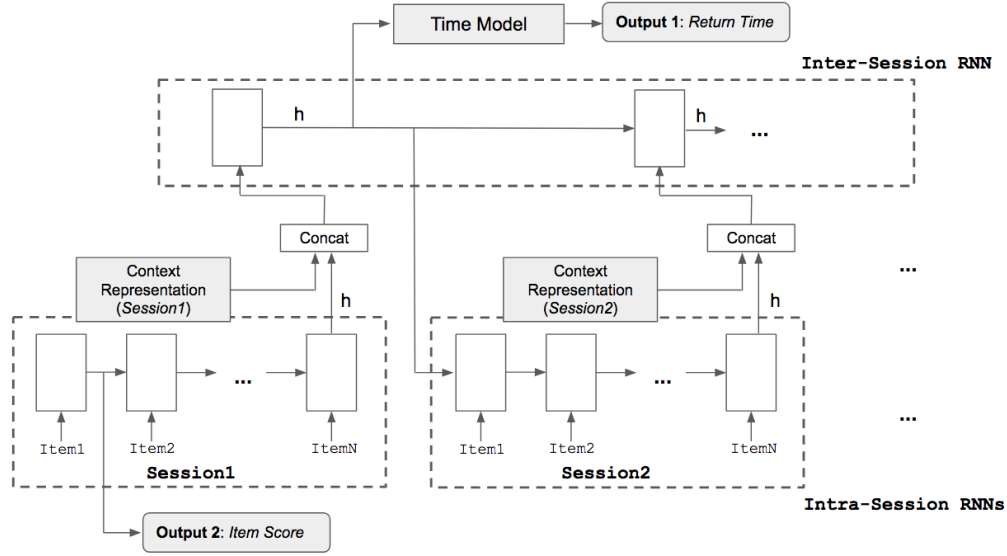 Time Model
Output 1: Return Time
Inter-Session RNN
h
h
...
Concat
Concat
Context
Representation
(Session1)
Context
Representation
(Session2)
...
h
h
...
...
...
Item1
Item2
ItemN
Item1
Item2
ItemN
Session1
Session2
Intra-Session RNNs
Output 2: Item Score